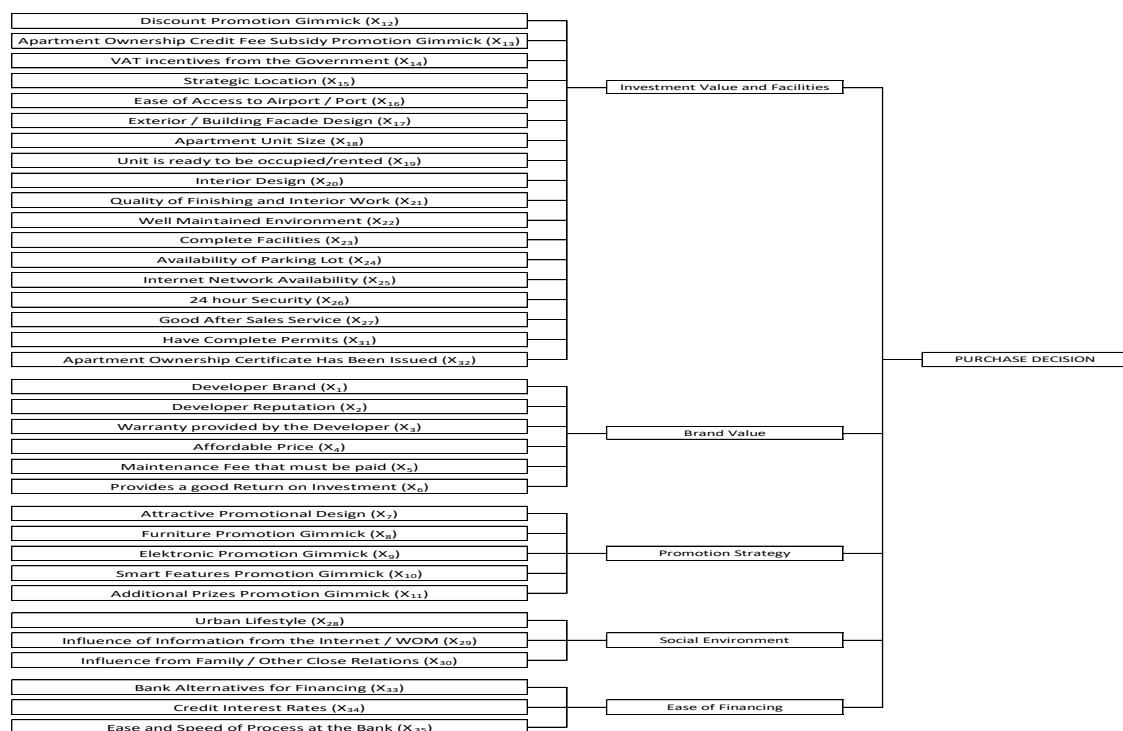 Discount Promotion Gimmick (X₁₂)
Apartment Ownership Credit Fee Subsidy Promotion Gimmick (X₁₃)
VAT incentives from the Government (X₁₄)
Strategic Location (X₁₅)
Ease of Access to Airport / Port (X₁₆)
Exterior / Building Facade Design (X₁₇)
Apartment Unit Size (X₁₈)
Unit is ready to be occupied/rented (X₁₉)
Interior Design (X₂₀)
Quality of Finishing and Interior Work (X₂₁)
Well Maintained Environment (X₂₂)
Complete Facilities (X₂₃)
Availability of Parking Lot (X₂₄)
Internet Network Availability (X₂₅)
24 hour Security (X₂₆)
Good After Sales Service (X₂₇)
Have Complete Permits (X₃₁)
Apartment Ownership Certificate Has Been Issued (X₃₂)
Investment Value and Facilities
Developer Brand (X₁)
Developer Reputation (X₂)
Warranty provided by the Developer (X₃)
Affordable Price (X₄)
Maintenance Fee that must be paid (X₅)
Provides a good Return on Investment (X₆)
Brand Value
Attractive Promotional Design (X₇)
Furniture Promotion Gimmick (X₈)
Elektronic Promotion Gimmick (X₉)
Smart Features Promotion Gimmick (X₁₀)
Additional Prizes Promotion Gimmick (X₁₁)
Promotion Strategy
Urban Lifestyle (X₂₈)
Influence of Information from the Internet / WOM (X₂₉)
Influence from Family / Other Close Relations (X₃₀)
Social Environment
Bank Alternatives for Financing (X₃₃)
Credit Interest Rates (X₃₄)
Ease and Speed of Process at the Bank (X₃₅)
Ease of Financing
PURCHASE DECISION